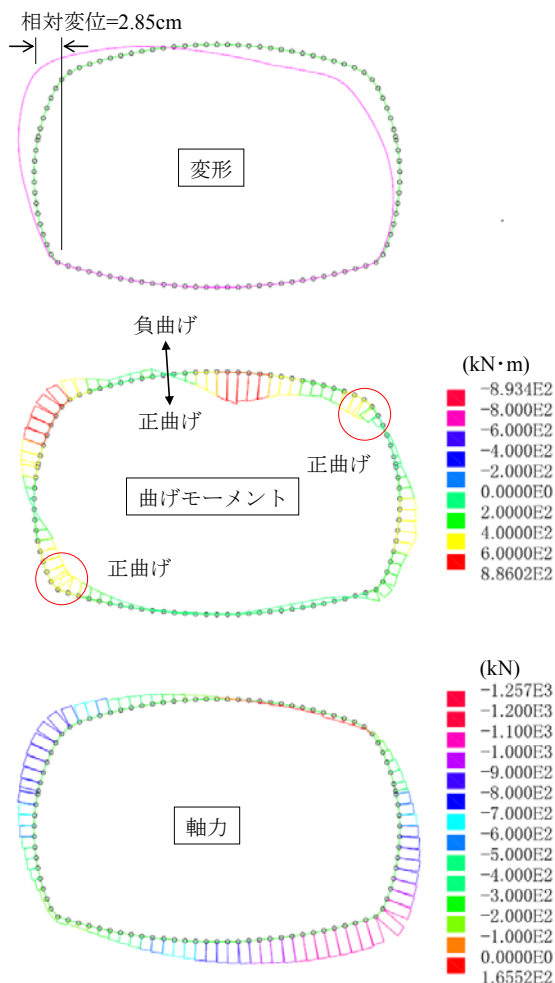 相対変位=2.85cm
変形
負曲げ
正曲げ
正曲げ
曲げモーメント
正曲げ
(kN･m)
-8.934E2
-8.000E2
-6.000E2
-4.000E2
-2.000E2
0.0000E0
2.0000E2
4.0000E2
6.0000E2
8.8602E2
軸力
(kN)
-1.257E3
-1.200E3
-1.100E3
-1.000E3
-9.000E2
-8.000E2
-7.000E2
-6.000E2
-5.000E2
-4.000E2
-3.000E2
-2.000E2
-1.000E2
0.0000E0
1.6552E2